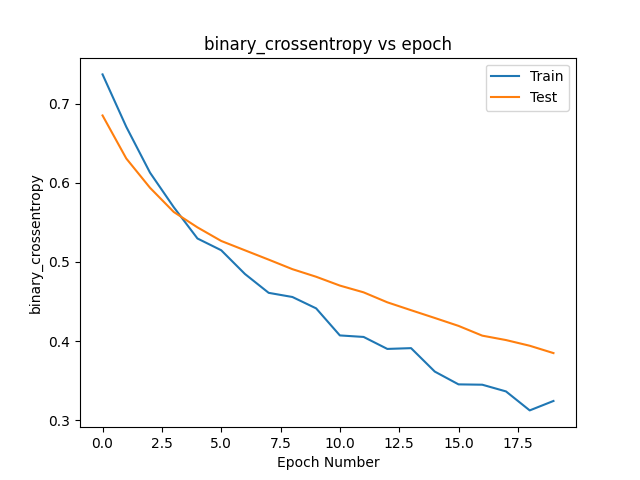 binary_crossentropy vs epoch
Train
Test
0.7
0.6
0.5
0.4
0.3
binary_crossentropy
0.0 2.5 5.0 7.5 10.0 12.5 15.0 17.5
Epoch Number